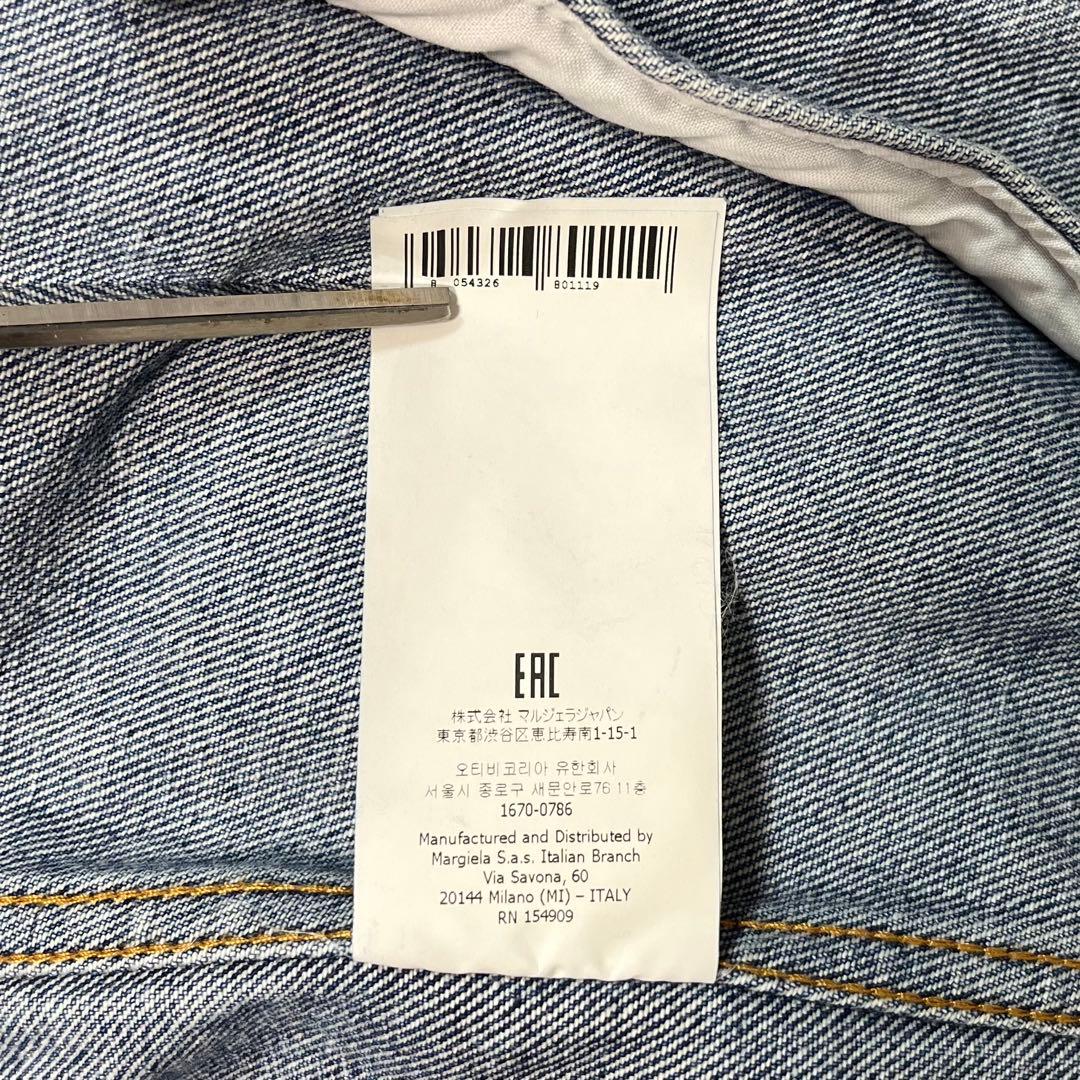 8 054326 801119
EAC
株式会社 マルジェラジャパン
東京都渋谷区恵比寿南1-15-1
오티비코리아 유한회사
서울시 종로구 새문안로76 11층
1670-0786
Manufactured and Distributed by
Margiela S.a.s. Italian Branch
Via Savona, 60
20144 Milano (MI) – ITALY
RN 154909